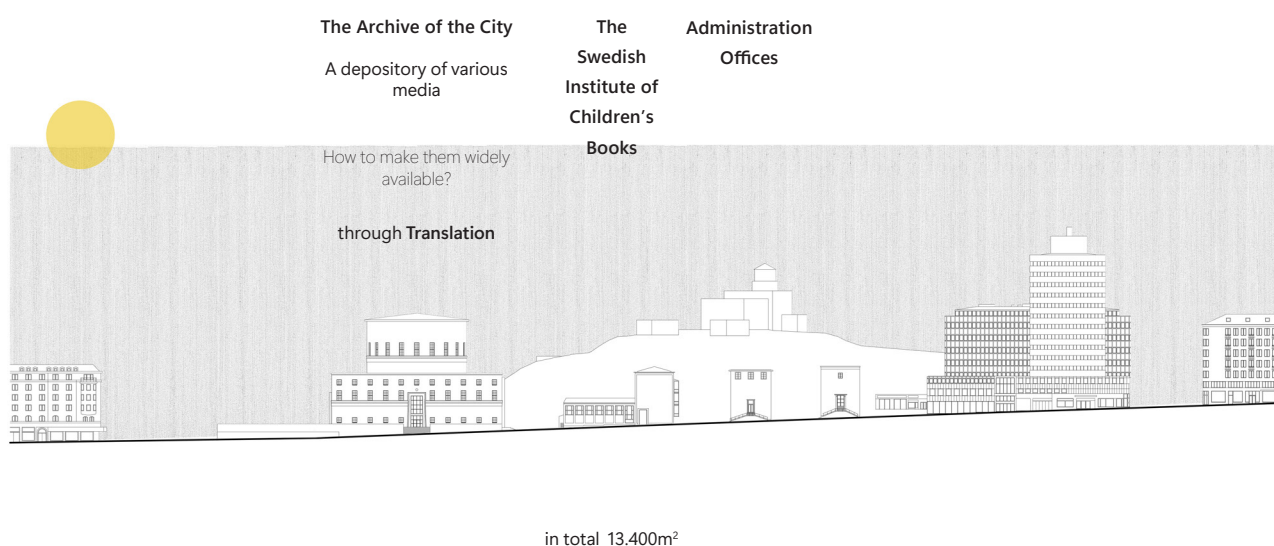 The Archive of the City
A depository of various
media
How to make them widely
available?
through Translation
The
Swedish
Institute of
Children's
Books
Administration
Offices
in total 13.400m²